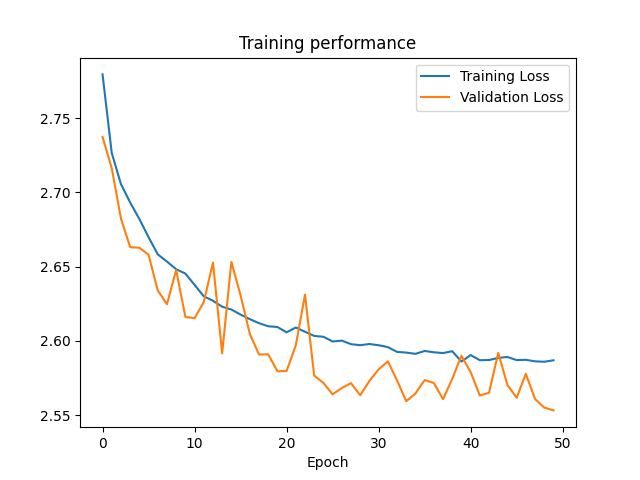 Training performance
Training Loss
Validation Loss
2.75
2.70
2.65
2.60
2.55
0 10 20 30 40 50
Epoch